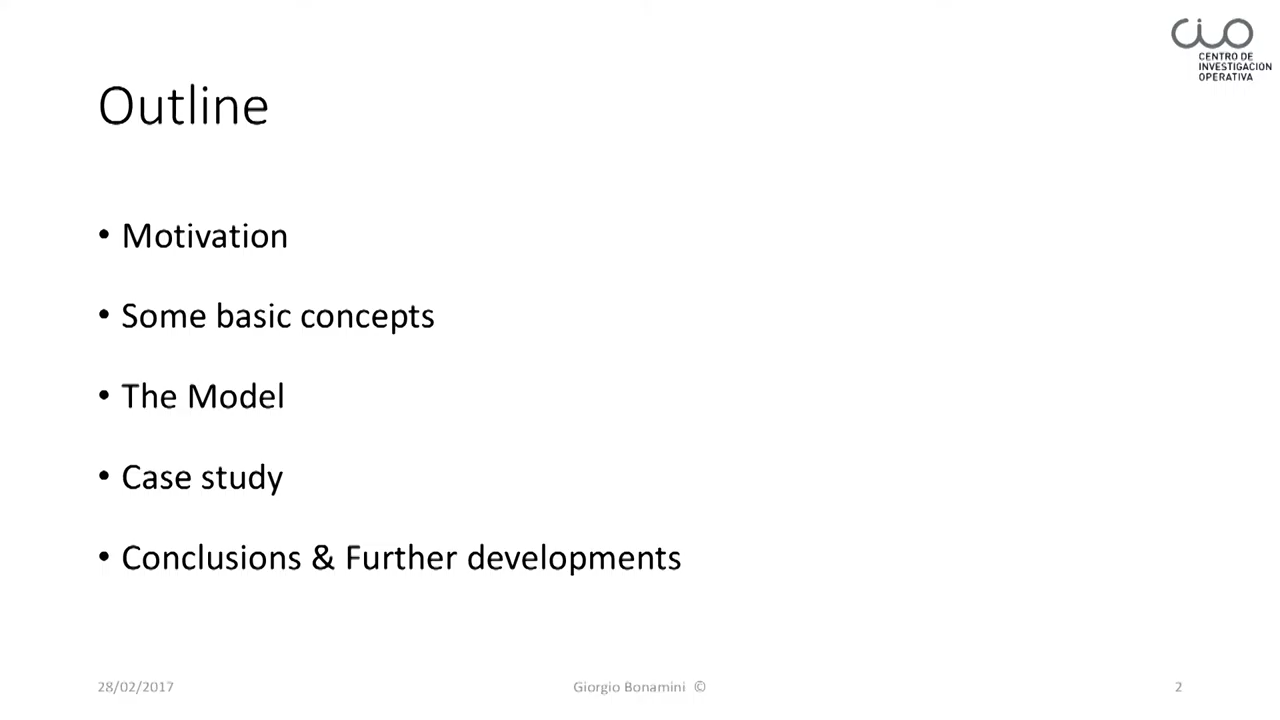 CIO
CENTRO DE
INVESTIGACION
OPERATIVA
Outline
• Motivation
• Some basic concepts
• The Model
• Case study
• Conclusions & Further developments
28/02/2017
Giorgio Bonamini ©
2